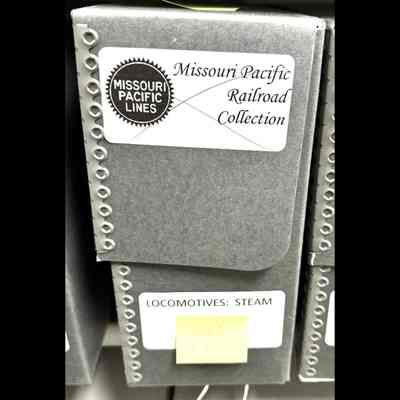 MISSOURI
PACIFIC
LINES
Missouri Pacific
Railroad
Collection
LOCOMOTIVES: STEAM